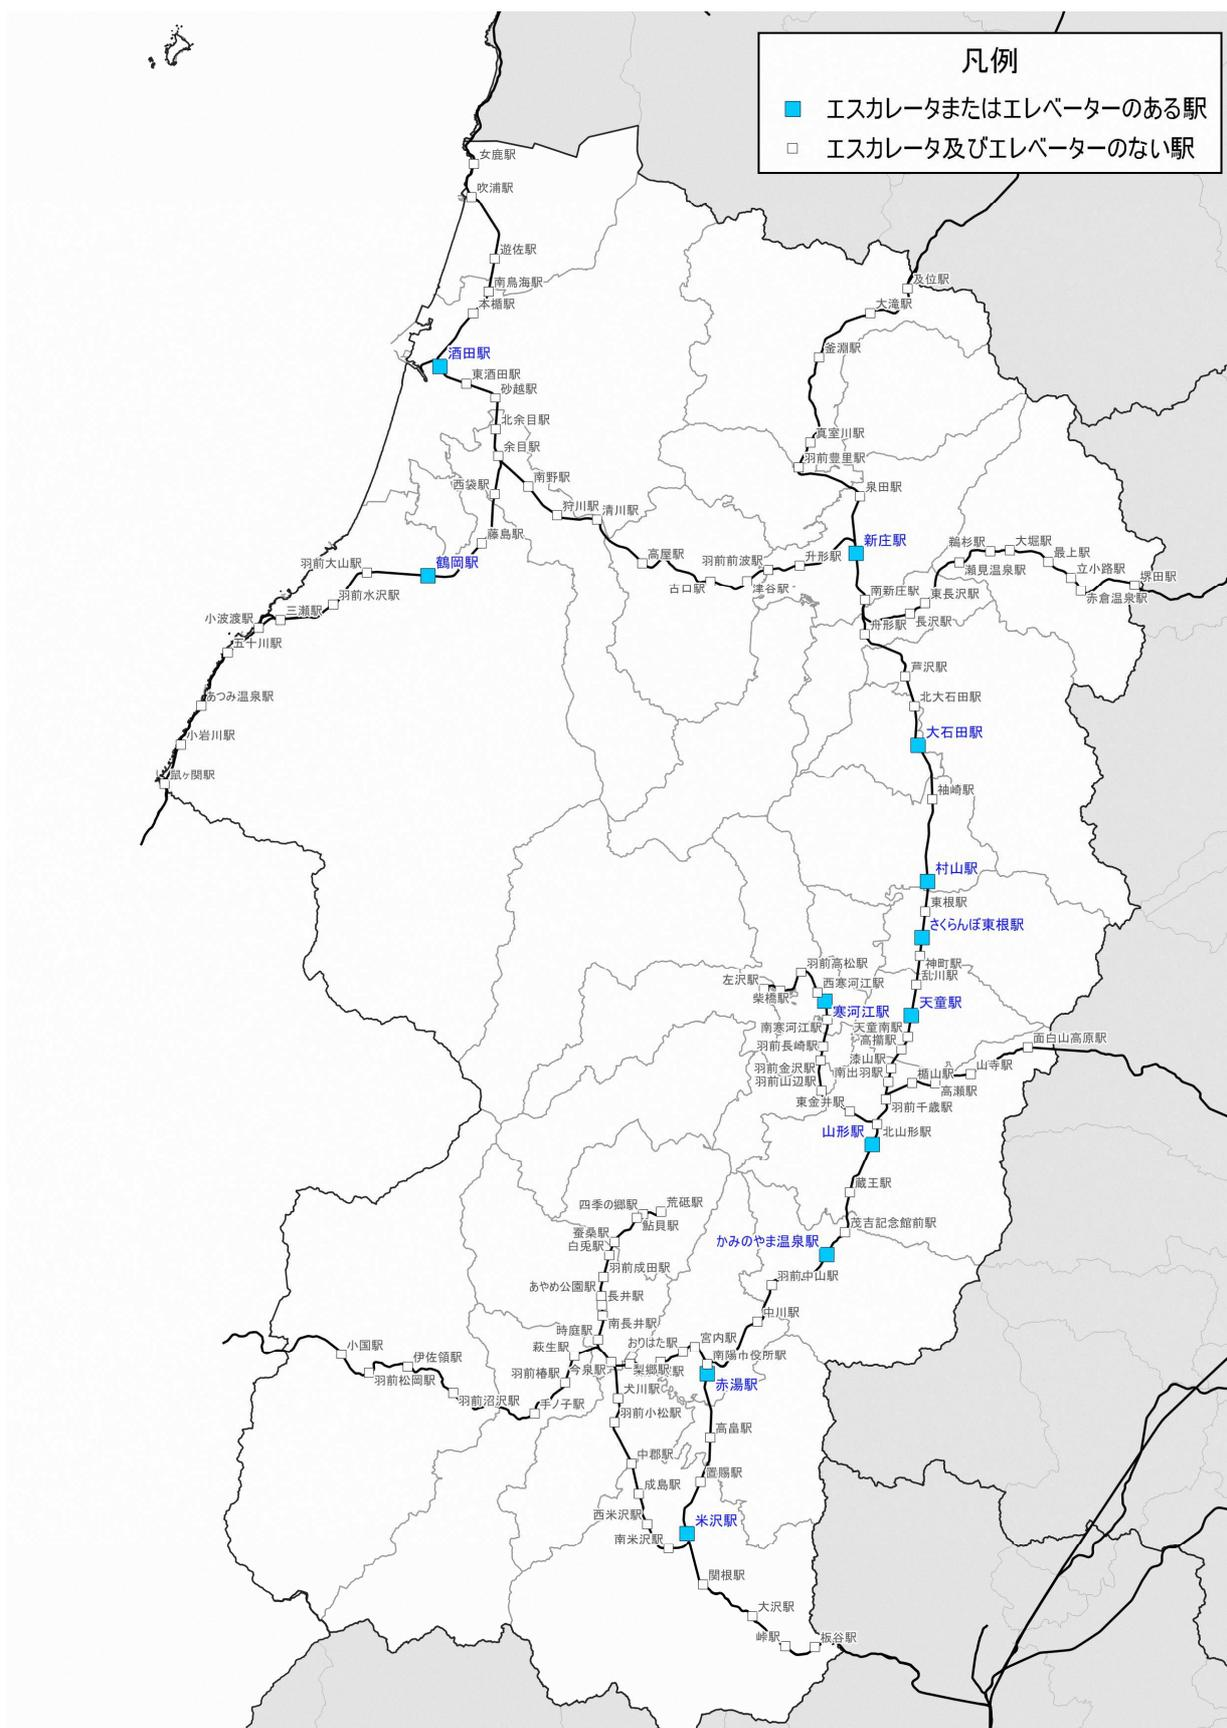 凡例
エスカレータまたはエレベーターのある駅
エスカレータ及びエレベーターのない駅
女鹿駅
吹浦駅
遊佐駅
南鳥海駅
本楯駅
酒田駅
東酒田駅
砂越駅
北余目駅
余目駅
西袋駅
南野駅
狩川駅
清川駅
藤島駅
鶴岡駅
羽前大山駅
羽前水沢駅
三瀬駅
小波渡駅
五十川駅
あつみ温泉駅
小岩川駅
鼠ヶ関駅
高屋駅
古口駅
津谷駅
羽前前波駅
升形駅
及位駅
大滝駅
釜淵駅
真室川駅
羽前豊里駅
泉田駅
新庄駅
南新庄駅
舟形駅
長沢駅
東長沢駅
瀬見温泉駅
鵜杉駅
大堀駅
最上駅
立小路駅
赤倉温泉駅
堺田駅
芦沢駅
北大石田駅
大石田駅
袖崎駅
村山駅
東根駅
さくらんぼ東根駅
神町駅
乱川駅
天童駅
天童南駅
高擶駅
漆山駅
南出羽駅
羽前千歳駅
楯山駅
高瀬駅
山寺駅
面白山高原駅
左沢駅
柴橋駅
羽前高松駅
西寒河江駅
寒河江駅
南寒河江駅
羽前長崎駅
羽前金沢駅
羽前山辺駅
東金井駅
北山形駅
山形駅
蔵王駅
茂吉記念館前駅
かみのやま温泉駅
羽前中山駅
中川駅
荒砥駅
四季の郷駅
鮎貝駅
蚕桑駅
白兎駅
羽前成田駅
あやめ公園駅
長井駅
南長井駅
時庭駅
萩生駅
今泉駅
羽前椿駅
手ノ子駅
羽前沼沢駅
伊佐領駅
羽前松岡駅
小国駅
おりはた駅
宮内駅
南陽市役所駅
梨郷駅
赤湯駅
犬川駅
羽前小松駅
中郡駅
成島駅
西米沢駅
南米沢駅
高畠駅
置賜駅
米沢駅
関根駅
大沢駅
峠駅
板谷駅